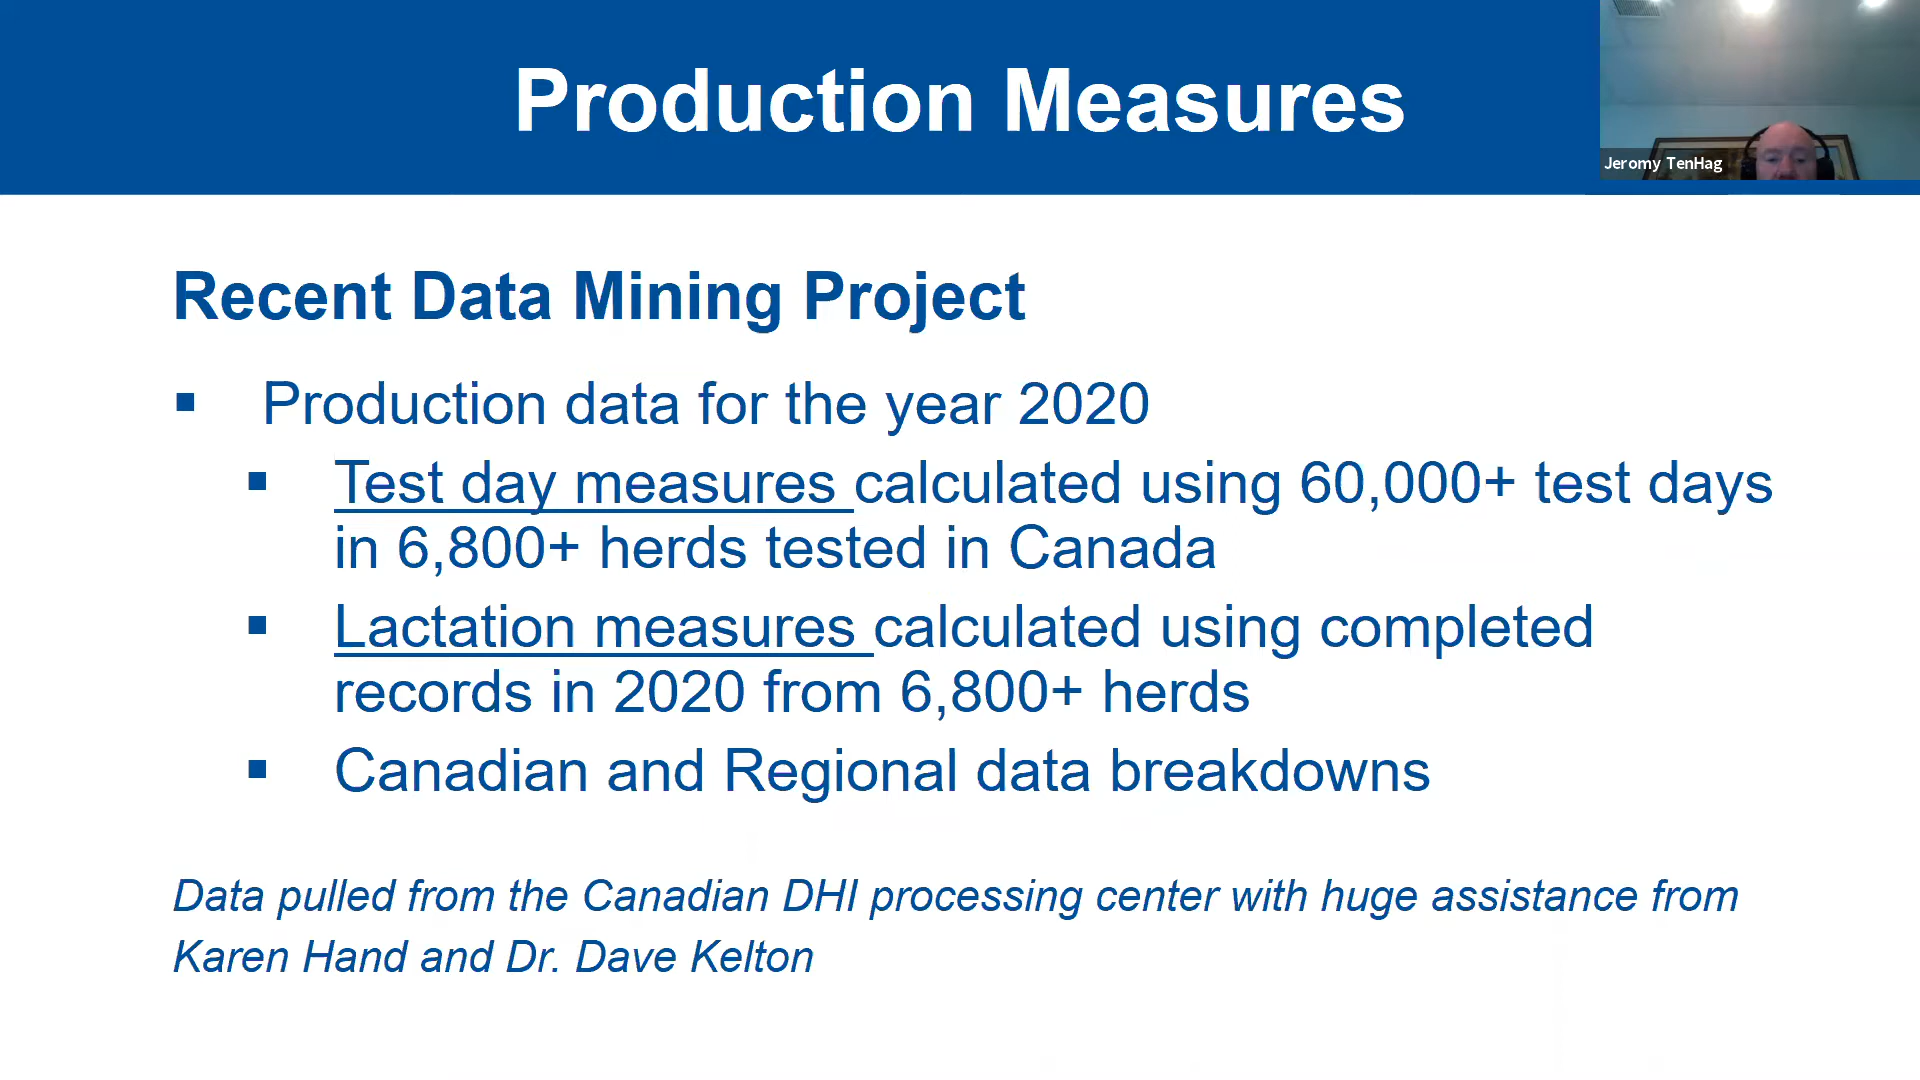 Production Measures
Jeromy TenHag
Recent Data Mining Project
▪ Production data for the year 2020
▪ Test day measures calculated using 60,000+ test days
in 6,800+ herds tested in Canada
▪ Lactation measures calculated using completed
records in 2020 from 6,800+ herds
▪ Canadian and Regional data breakdowns
Data pulled from the Canadian DHI processing center with huge assistance from
Karen Hand and Dr. Dave Kelton